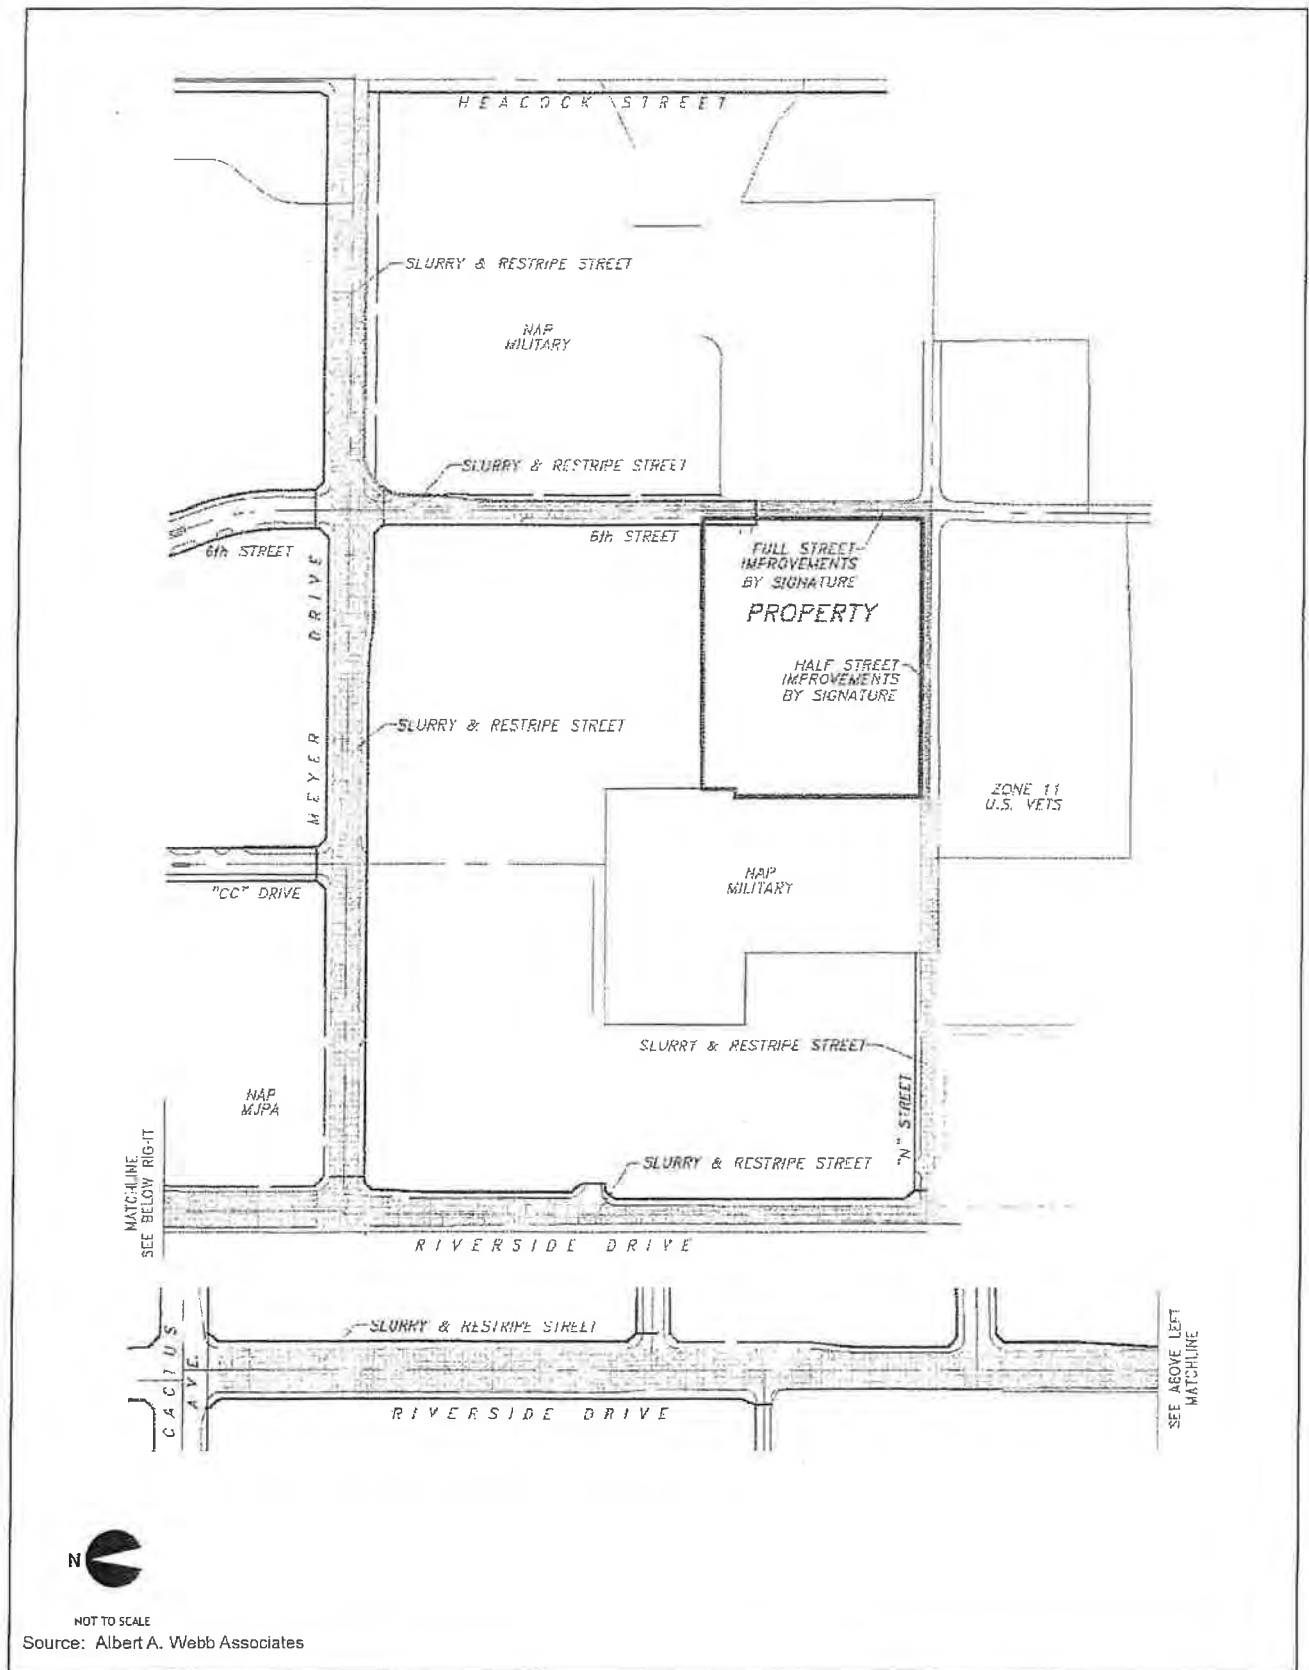 HEACOCK STREET
SLURRY & RESTRIPE STREET
NAP
MILITARY
SLURRY & RESTRIPE STREET
6th STREET
6th STREET
FULL STREET
IMPROVEMENTS
BY SIGNATURE
PROPERTY
MEYER DRIVE
HALF STREET
IMPROVEMENTS
BY SIGNATURE
SLURRY & RESTRIPE STREET
ZONE 11
U.S. VETS
"CC" DRIVE
NAP
MILITARY
SLURRY & RESTRIPE STREET
"N" STREET
NAP
MJPA
SLURRY & RESTRIPE STREET
MATCHLINE
SEE BELOW RIGHT
RIVERSIDE DRIVE
SLURRY & RESTRIPE STREET
CACTUS
AVE.
RIVERSIDE DRIVE
SEE ABOVE LEFT
MATCHLINE
N
NOT TO SCALE
Source: Albert A. Webb Associates